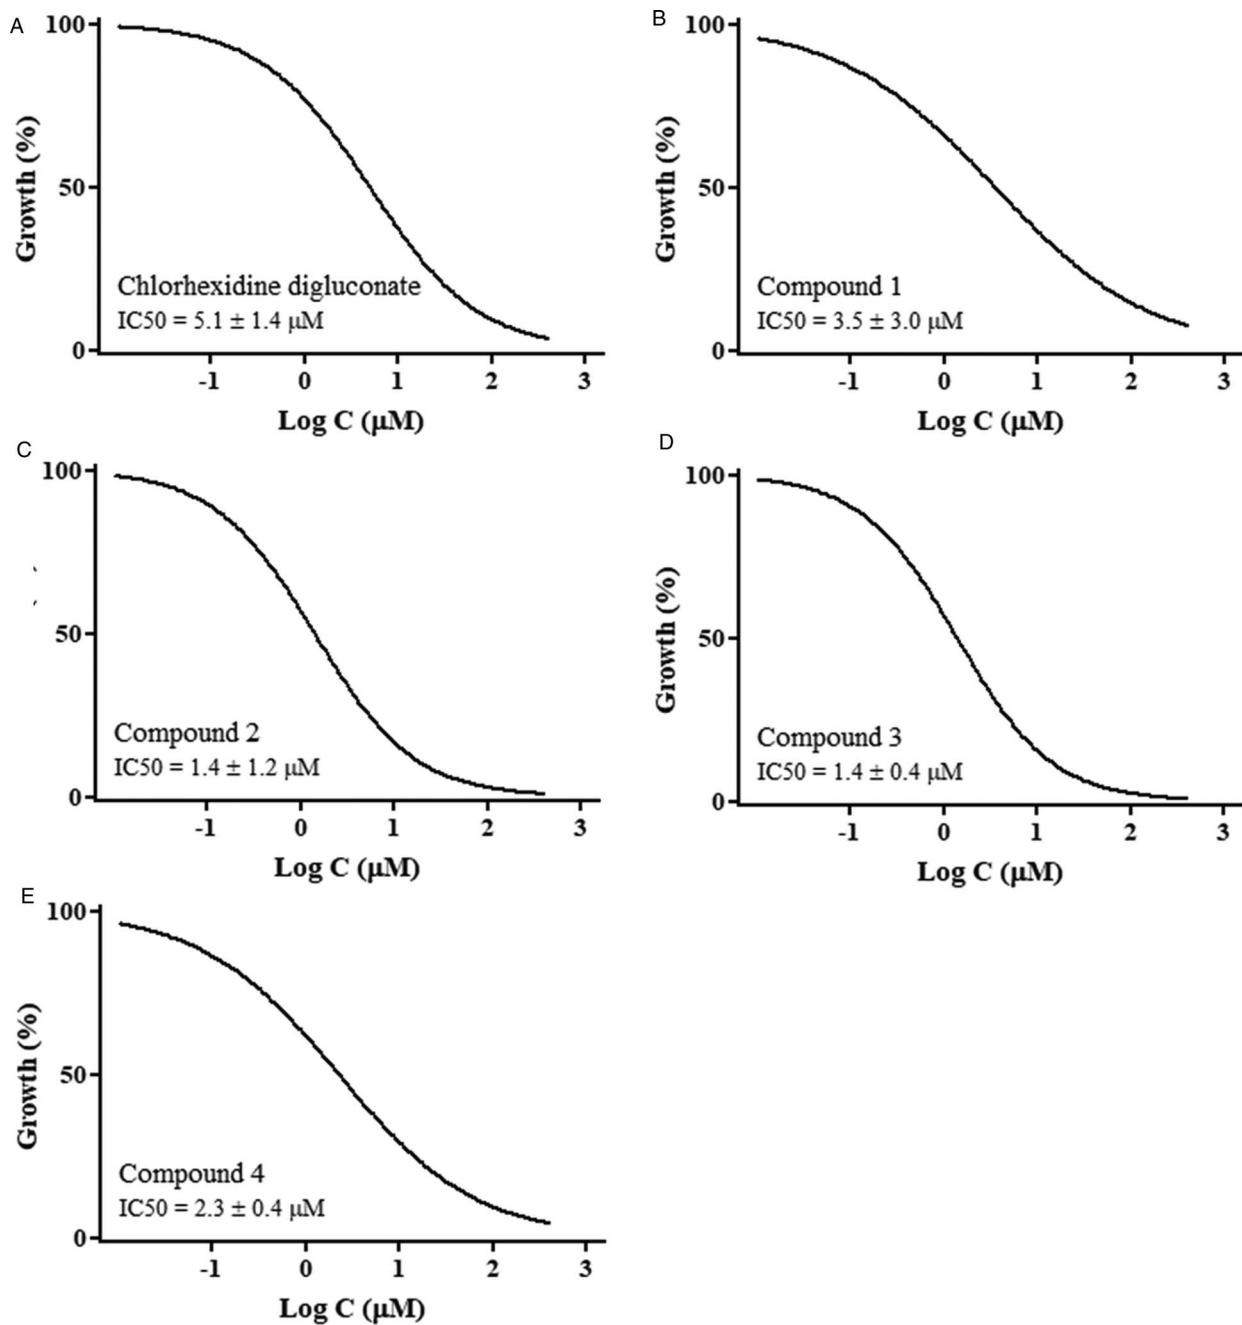 A
100
50
0
Growth (%)
Chlorhexidine digluconate
IC50 = 5.1 ± 1.4 μM
-1 0 1 2 3
Log C (μM)
B
100
50
0
Growth (%)
Compound 1
IC50 = 3.5 ± 3.0 μM
-1 0 1 2 3
Log C (μM)
C
100
50
0
Compound 2
IC50 = 1.4 ± 1.2 μM
-1 0 1 2 3
Log C (μM)
D
100
50
0
Growth (%)
Compound 3
IC50 = 1.4 ± 0.4 μM
-1 0 1 2 3
Log C (μM)
E
100
50
0
Growth (%)
Compound 4
IC50 = 2.3 ± 0.4 μM
-1 0 1 2 3
Log C (μM)